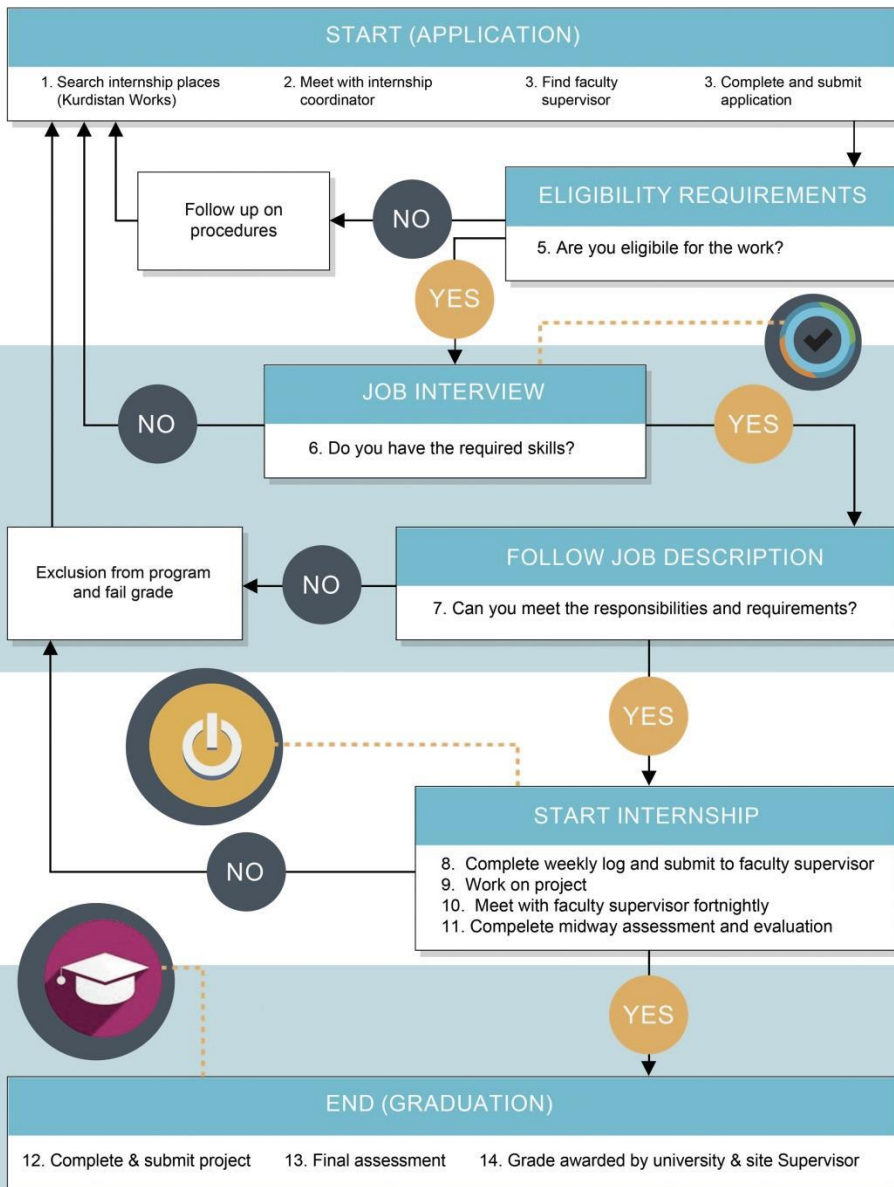 START (APPLICATION)
1. Search internship places
(Kurdistan Works)
2. Meet with internship
coordinator
3. Find faculty
supervisor
3. Complete and submit
application
ELIGIBILITY REQUIREMENTS
5. Are you eligibile for the work?
NO
Follow up on
procedures
YES
JOB INTERVIEW
6. Do you have the required skills?
NO
YES
FOLLOW JOB DESCRIPTION
7. Can you meet the responsibilities and requirements?
NO
Exclusion from program
and fail grade
YES
START INTERNSHIP
8. Complete weekly log and submit to faculty supervisor
9. Work on project
10. Meet with faculty supervisor fortnightly
11. Compelete midway assessment and evaluation
NO
YES
END (GRADUATION)
12. Complete & submit project
13. Final assessment
14. Grade awarded by university & site Supervisor